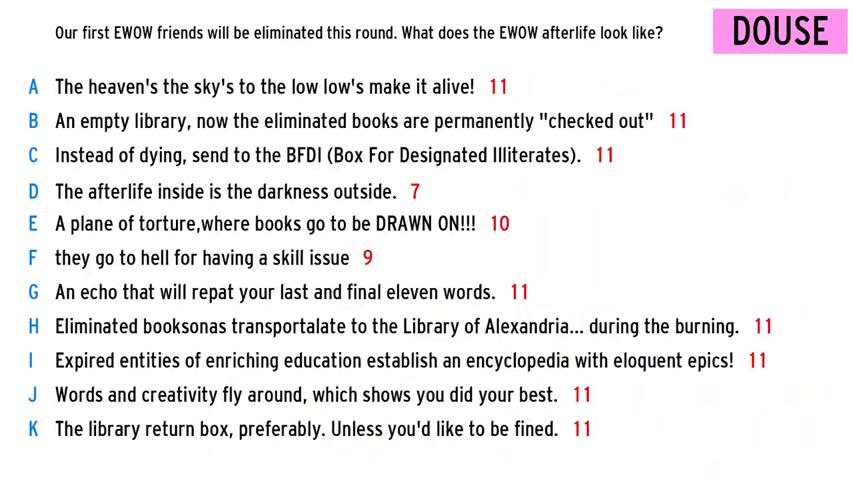 Our first EWOW friends will be eliminated this round. What does the EWOW afterlife look like?
DOUSE
A The heaven's the sky's to the low low's make it alive! 11
B An empty library, now the eliminated books are permanently "checked out" 11
C Instead of dying, send to the BFDI (Box For Designated Illiterates). 11
D The afterlife inside is the darkness outside. 7
E A plane of torture,where books go to be DRAWN ON!!! 10
F they go to hell for having a skill issue 9
G An echo that will repat your last and final eleven words. 11
H Eliminated booksonas transportalate to the Library of Alexandria... during the burning. 11
I Expired entities of enriching education establish an encyclopedia with eloquent epics! 11
J Words and creativity fly around, which shows you did your best. 11
K The library return box, preferably. Unless you'd like to be fined. 11